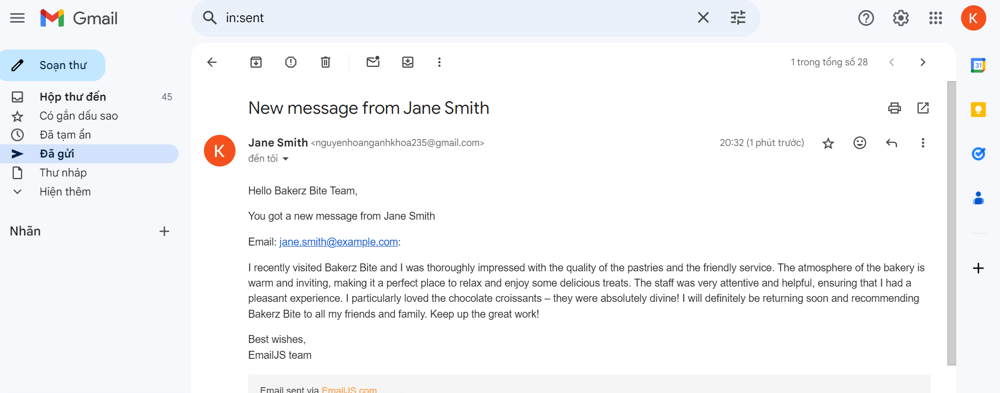 Gmail
in:sent
K
Soạn thư
1 trong tổng số 28
31
Hộp thư đến 45
Có gắn dấu sao
Đã tạm ẩn
Đã gửi
Thư nháp
Hiện thêm
Nhãn
New message from Jane Smith
K
Jane Smith <nguyenhoanganhkhoa235@gmail.com>
20:32 (1 phút trước)
đến tôi
Hello Bakerz Bite Team,
You got a new message from Jane Smith
Email: jane.smith@example.com:
I recently visited Bakerz Bite and I was thoroughly impressed with the quality of the pastries and the friendly service. The atmosphere of the bakery is
warm and inviting, making it a perfect place to relax and enjoy some delicious treats. The staff was very attentive and helpful, ensuring that I had a
pleasant experience. I particularly loved the chocolate croissants – they were absolutely divine! I will definitely be returning soon and recommending
Bakerz Bite to all my friends and family. Keep up the great work!
Best wishes,
EmailJS team
Email sent via EmailJS.com